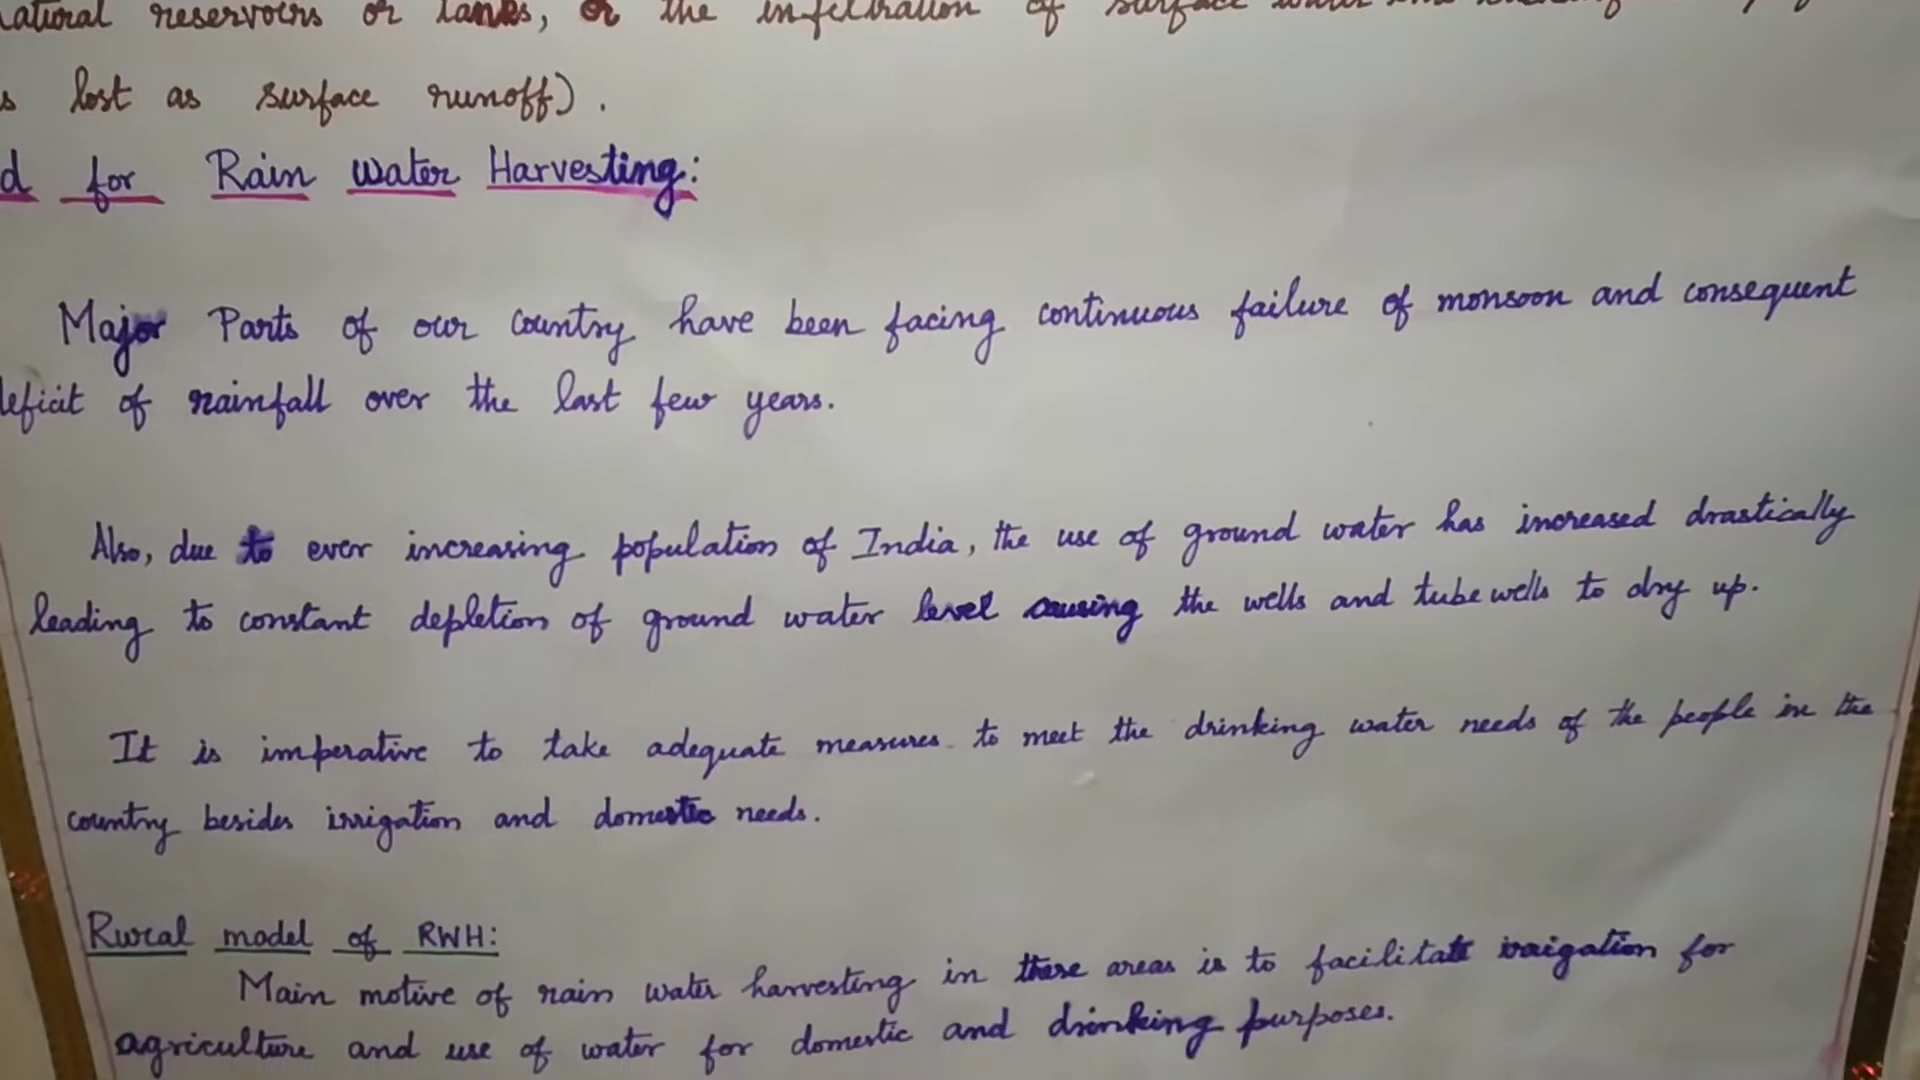 natural reservoirs or tanks, or the infiltration of surface water
s lost as surface runoff).
d for Rain water Harvesting:
Major Parts of our country have been facing continuous failure of monsoon and consequent
deficit of rainfall over the last few years.
Also, due to ever increasing population of India, the use of ground water has increased drastically
leading to constant depletion of ground water level causing the wells and tube wells to dry up.
It is imperative to take adequate measures to meet the drinking water needs of the people in the
country besides irrigation and domestic needs.
Rural model of RWH:
Main motive of rain water harvesting in these areas is to facilitate irrigation for
agriculture and use of water for domestic and drinking purposes.